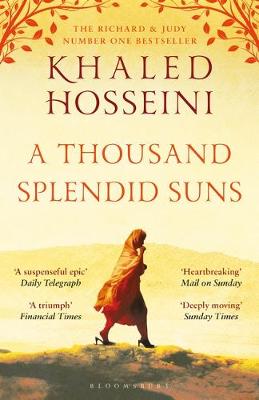 THE RICHARD & JUDY
NUMBER ONE BESTSELLER
KHALED
HOSSEINI
A THOUSAND
SPLENDID SUNS
‘A suspenseful epic’
Daily Telegraph
‘Heartbreaking’
Mail on Sunday
‘A triumph’
Financial Times
‘Deeply moving’
Sunday Times
BLOOMSBURY